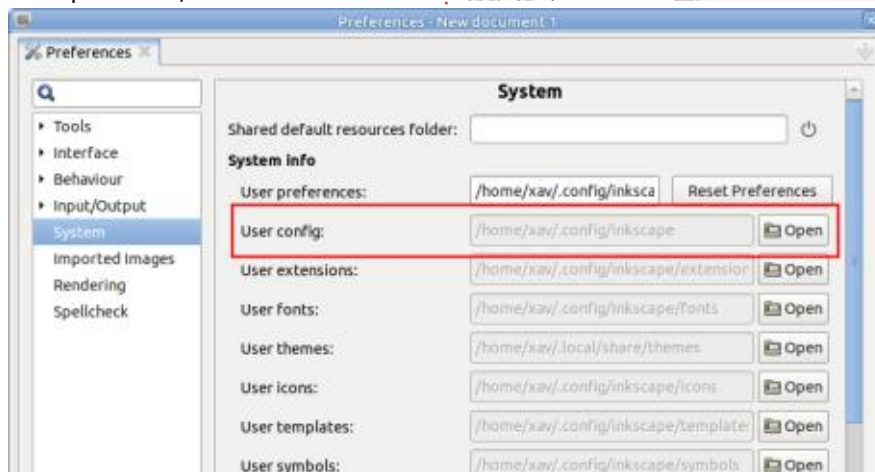 Preferences - New document 1
Preferences
System
Tools
Interface
Behaviour
Input/Output
System
Imported Images
Rendering
Spellcheck
Shared default resources folder:
System info
User preferences: /home/xav/.config/inksca Reset Preferences
User config: /home/xav/.config/inkscape Open
User extensions: /home/xav/.config/inkscape/extension Open
User fonts: /home/xav/.config/inkscape/fonts Open
User themes: /home/xav/.local/share/themes Open
User icons: /home/xav/.config/inkscape/icons Open
User templates: /home/xav/.config/inkscape/template Open
User symbols: /home/xav/.config/inkscape/symbols Open